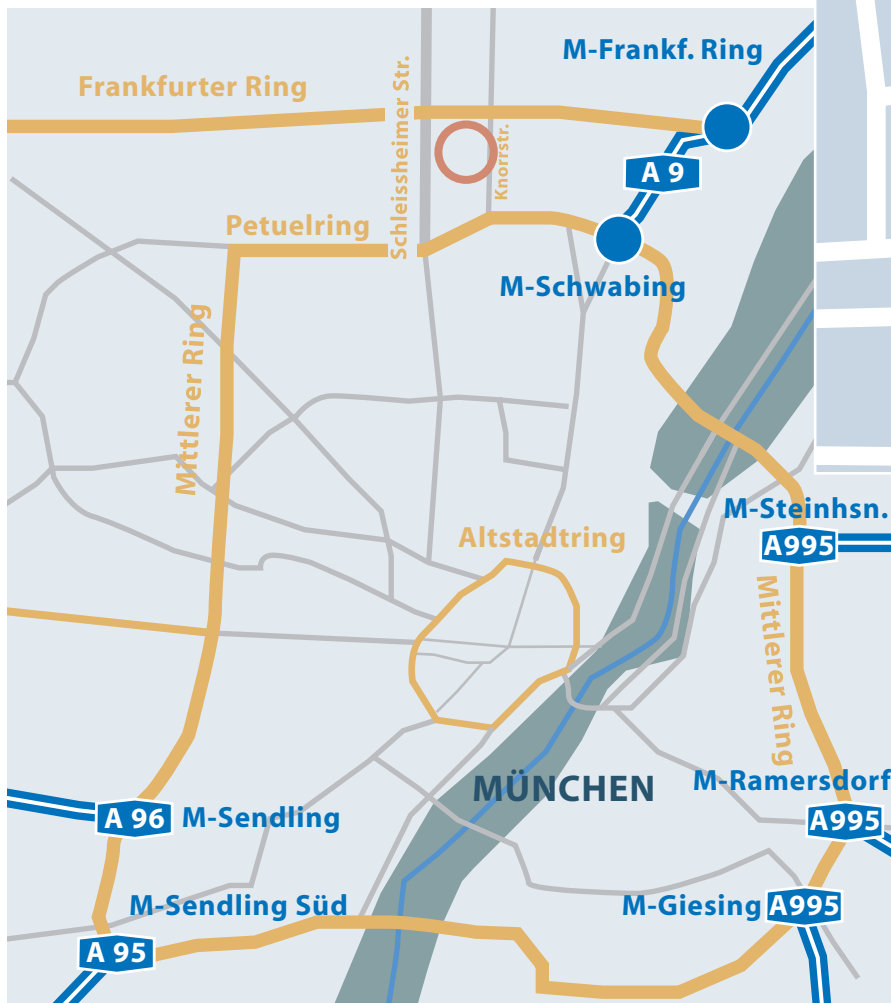 M-Frankf. Ring
Frankfurter Ring
Schleissheimer Str.
Knorrstr.
A 9
Petuelring
M-Schwabing
Mittlerer Ring
M-Steinhsn.
A995
Altstadtring
Mittlerer Ring
MÜNCHEN
M-Ramersdorf
A 96
M-Sendling
A995
M-Sendling Süd
M-Giesing
A995
A 95